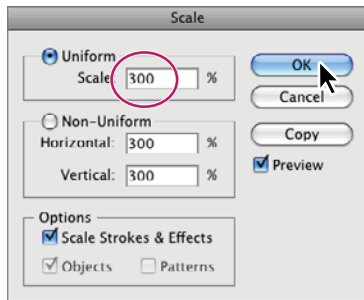 Scale
Uniform
Scale: 300 %
OK
Cancel
Non-Uniform
Horizontal: 300 %
Copy
Vertical: 300 %
Preview
Options
Scale Strokes & Effects
Objects Patterns